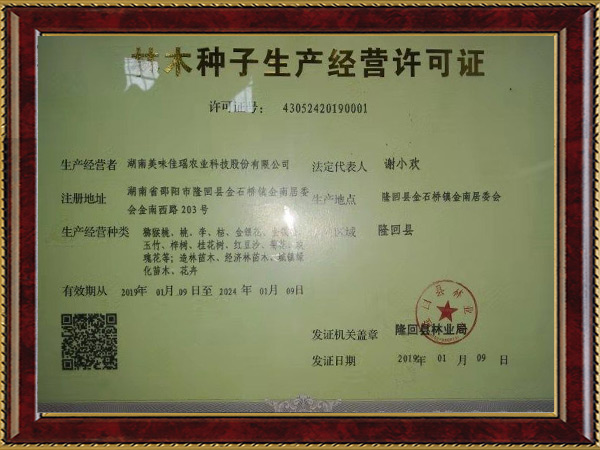 林木种子生产经营许可证
许可证号: 43052420190001
生产经营者 湖南美味佳瑶农业科技股份有限公司 法定代表人 谢小欢
注册地址 湖南省邵阳市隆回县金石桥镇金南居委会金南西路203号
生产地点 隆回县金石桥镇金南居委会
生产经营种类 猕猴桃、桃、李、桔、金银花、
玉竹、榉树、桂花树、红豆杉、
瑰花等;造林苗木、经济林苗木、城镇绿
化苗木、花卉
区域 隆回县
有效期从 2019年 01月 09日至 2024年 01月 09日
发证机关盖章 隆回县林业局
隆回县林业
发证日期 2019年 01月 09日